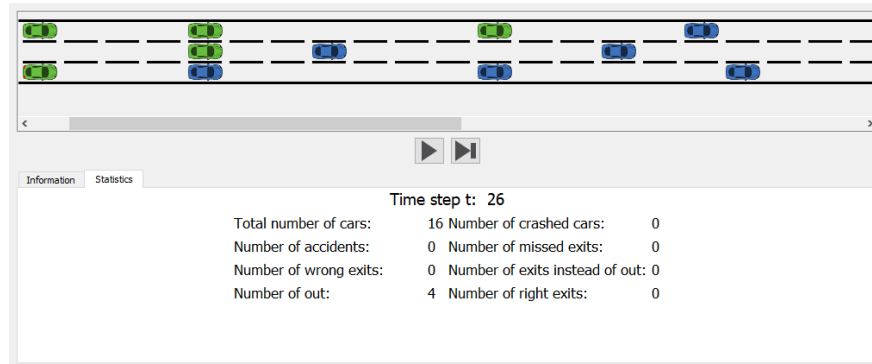 Information Statistics
Time step t: 26
Total number of cars: 16 Number of crashed cars: 0
Number of accidents: 0 Number of missed exits: 0
Number of wrong exits: 0 Number of exits instead of out: 0
Number of out: 4 Number of right exits: 0